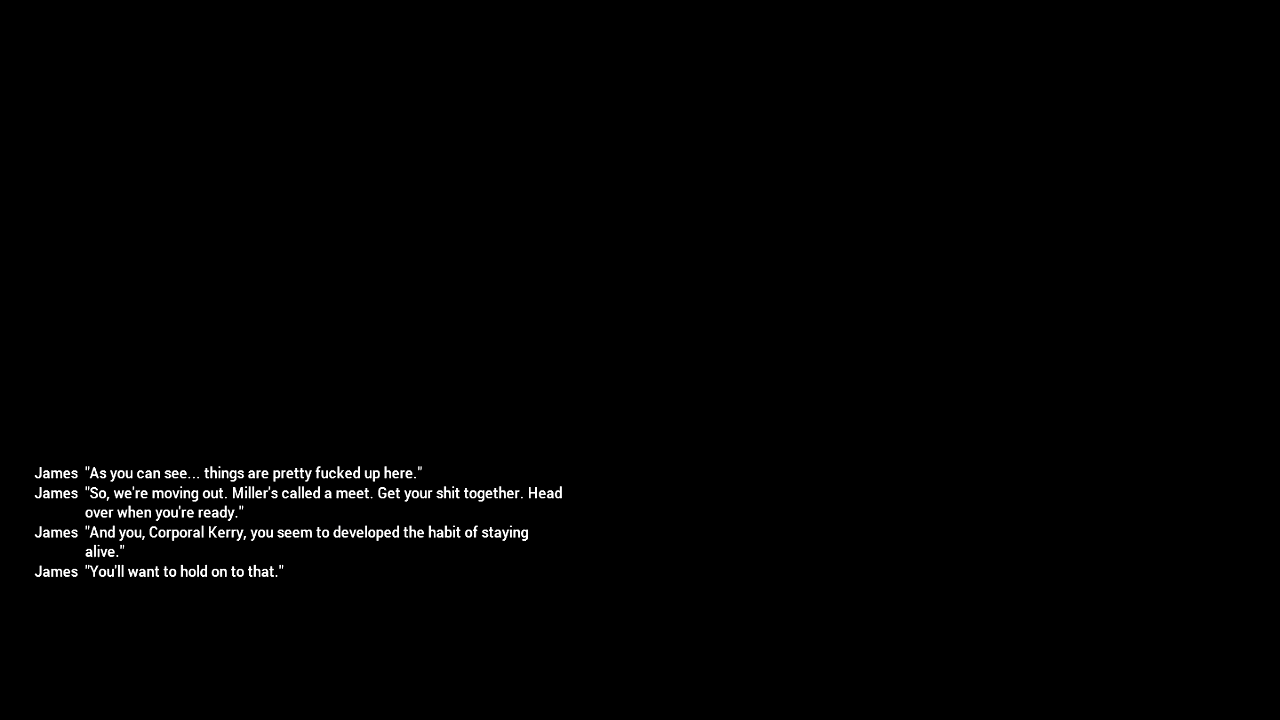 James "As you can see... things are pretty fucked up here."
James "So, we're moving out. Miller's called a meet. Get your shit together. Head
over when you're ready."
James "And you, Corporal Kerry, you seem to developed the habit of staying
alive."
James "You'll want to hold on to that."